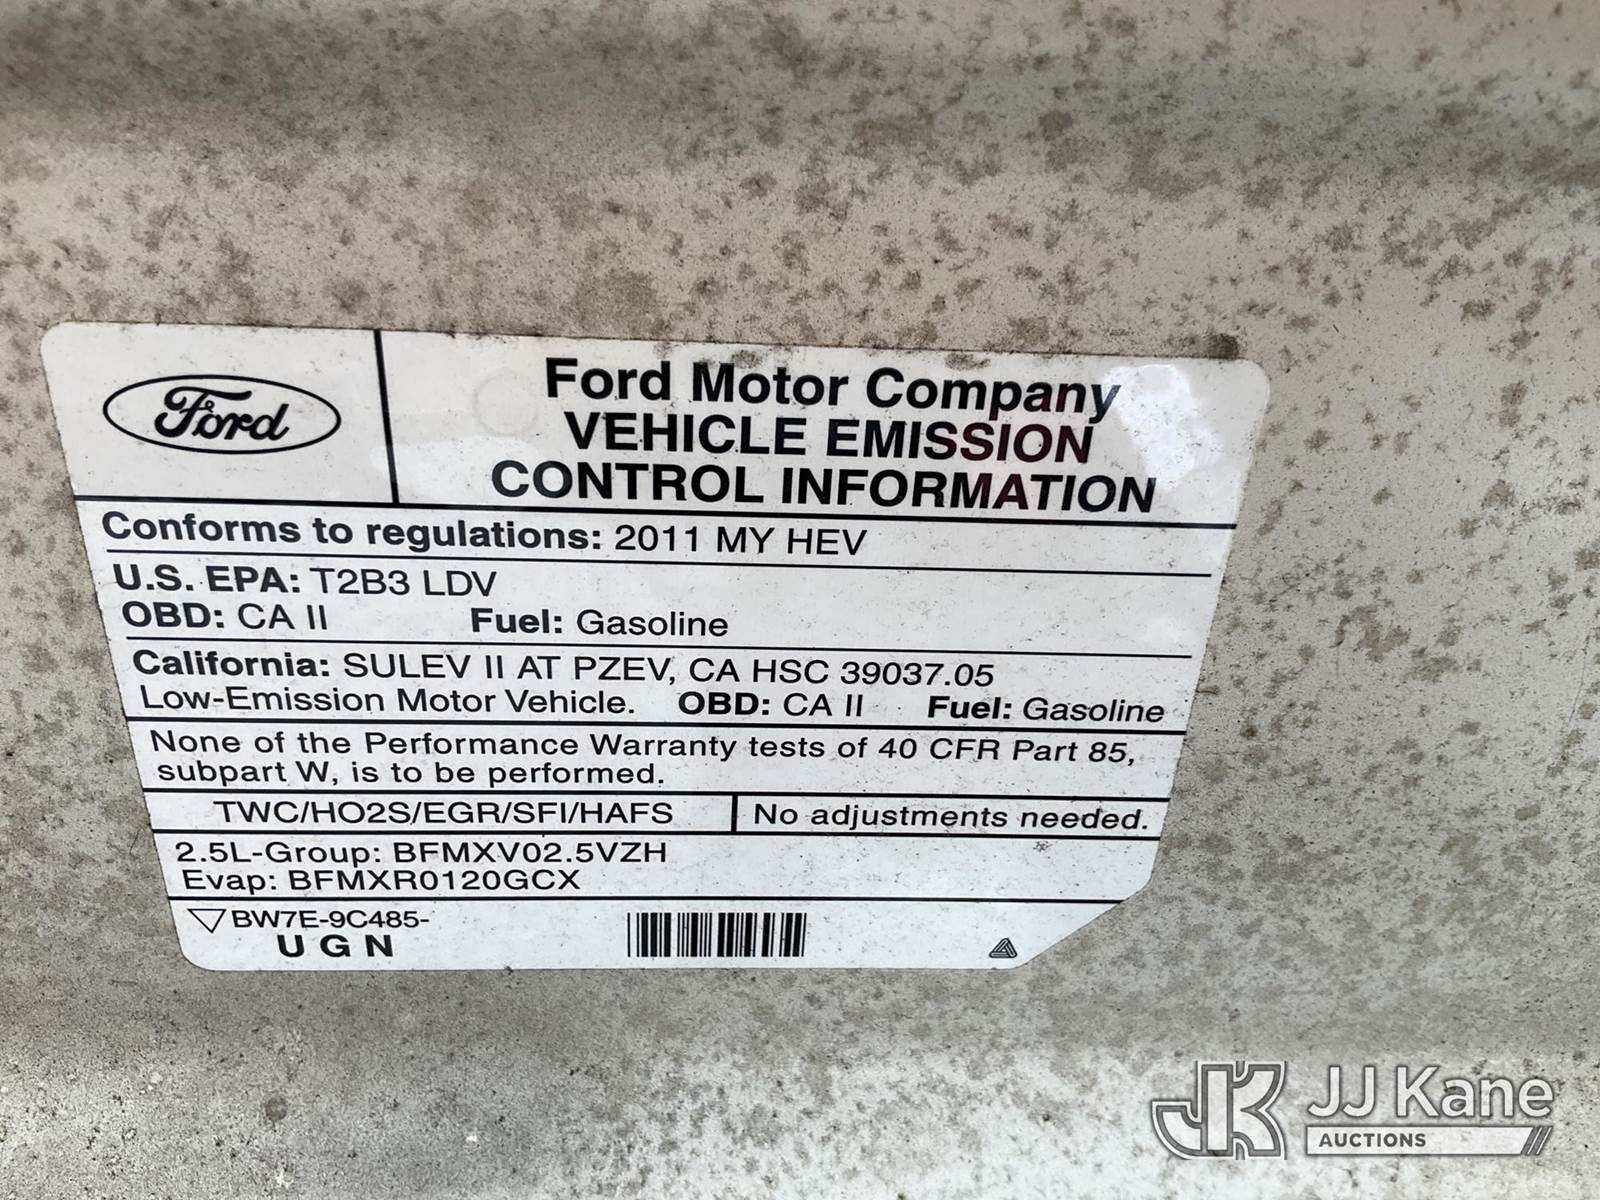 Ford
Ford Motor Company
VEHICLE EMISSION
CONTROL INFORMATION
Conforms to regulations: 2011 MY HEV
U.S. EPA: T2B3 LDV
OBD: CA II Fuel: Gasoline
California: SULEV II AT PZEV, CA HSC 39037.05
Low-Emission Motor Vehicle. OBD: CA II Fuel: Gasoline
None of the Performance Warranty tests of 40 CFR Part 85,
subpart W, is to be performed.
TWC/HO2S/EGR/SFI/HAFS No adjustments needed.
2.5L-Group: BFMXV02.5VZH
Evap: BFMXR0120GCX
BW7E-9C485-
U G N
JK JJ Kane
AUCTIONS